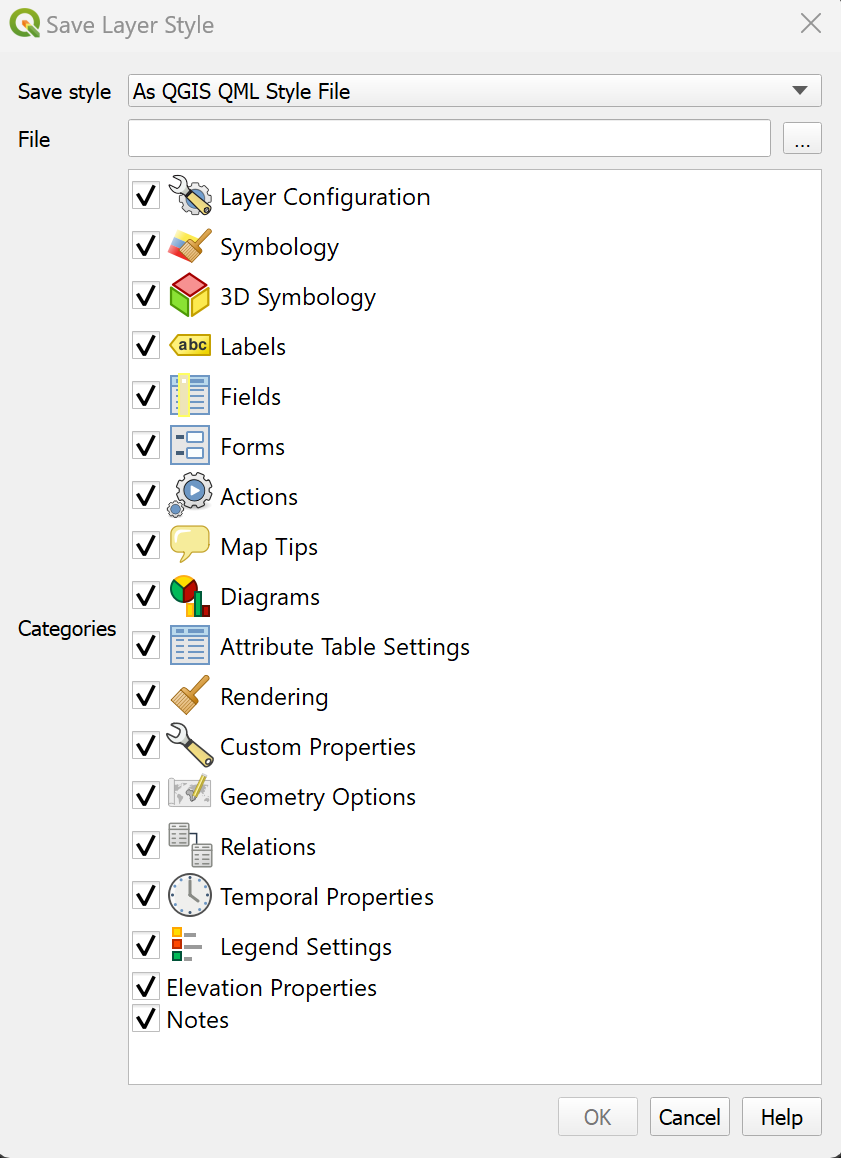 Save Layer Style
Save style As QGIS QML Style File
File ...
Layer Configuration
Symbology
3D Symbology
abc Labels
Fields
Forms
Actions
Map Tips
Diagrams
Categories
Attribute Table Settings
Rendering
Custom Properties
Geometry Options
Relations
Temporal Properties
Legend Settings
Elevation Properties
Notes
OK Cancel Help